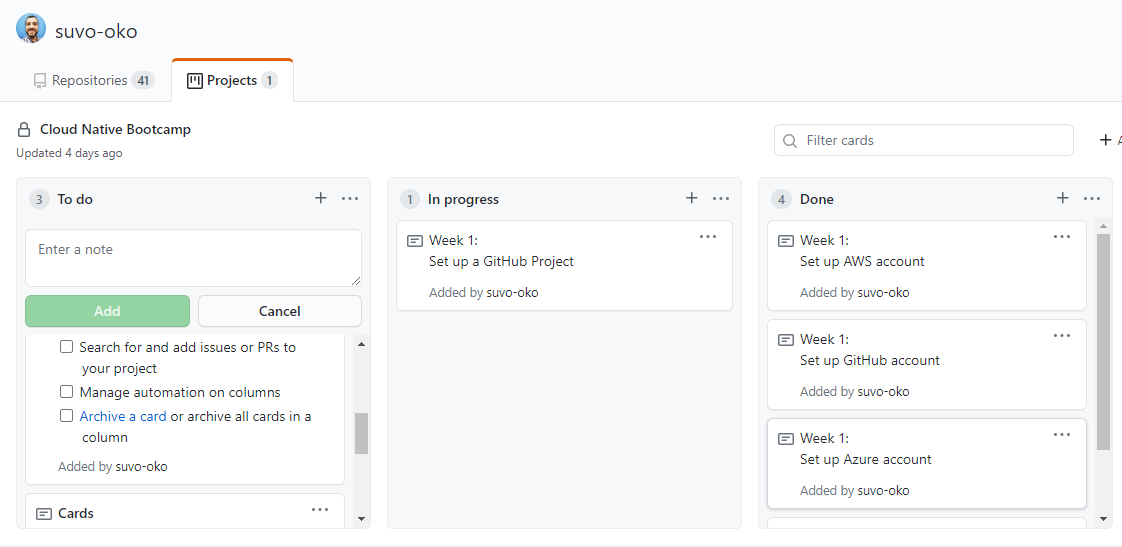 suvo-oko
Repositories 41
Projects 1
Cloud Native Bootcamp
Updated 4 days ago
Filter cards
3 To do
Enter a note
Add
Cancel
Search for and add issues or PRs to
your project
Manage automation on columns
Archive a card or archive all cards in a
column
Added by suvo-oko
Cards
1 In progress
Week 1:
Set up a GitHub Project
Added by suvo-oko
4 Done
Week 1:
Set up AWS account
Added by suvo-oko
Week 1:
Set up GitHub account
Added by suvo-oko
Week 1:
Set up Azure account
Added by suvo-oko